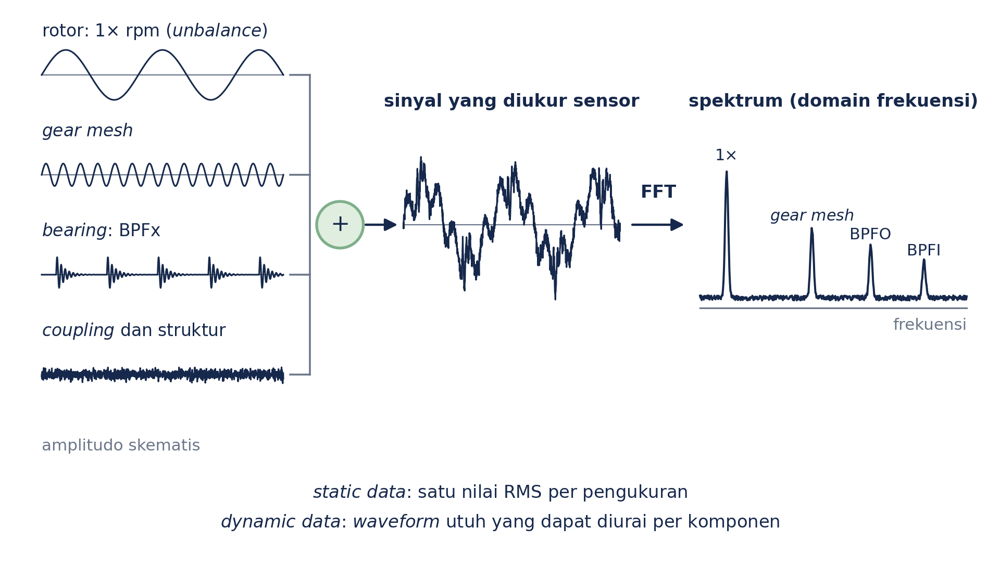 rotor: 1× rpm (unbalance)
gear mesh
bearing: BPFx
coupling dan struktur
amplitudo skematis
+
sinyal yang diukur sensor
FFT
spektrum (domain frekuensi)
1×
gear mesh
BPFO
BPFI
frekuensi
static data: satu nilai RMS per pengukuran
dynamic data: waveform utuh yang dapat diurai per komponen